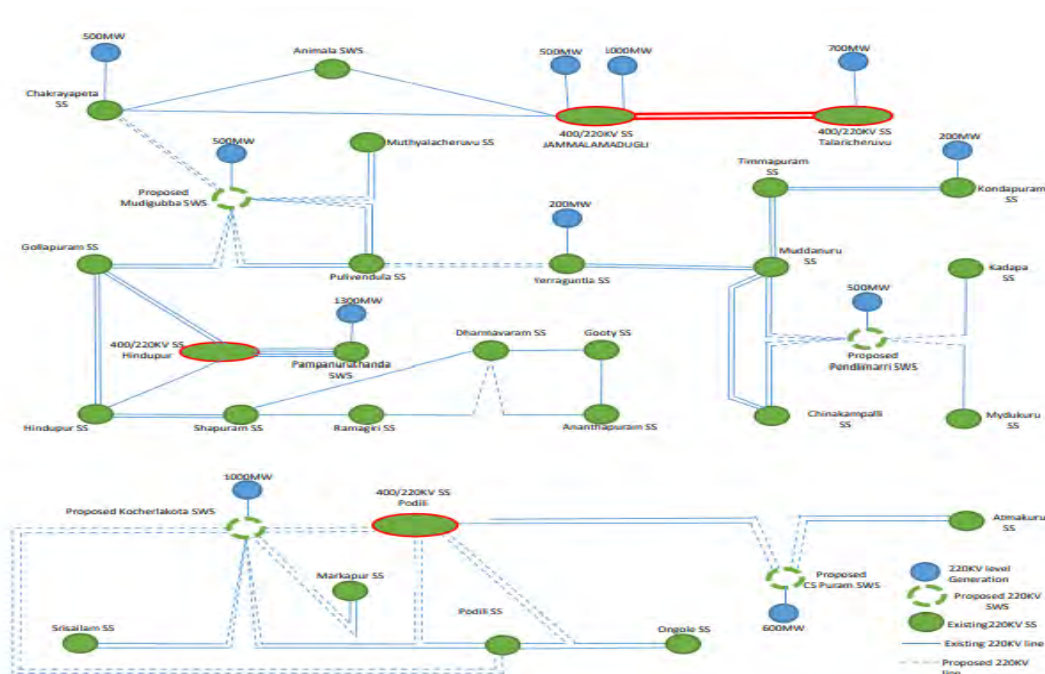 500MW
Animala SWS
500MW
1000MW
700MW
Chakrayapeta
SS
400/220KV SS
JAMMALAMADUGU
400/220KV SS
Talaricheruvu
200MW
500MW
Muthyalacheruvu SS
Timmapuram
SS
Kondapuram
SS
Proposed
Mudigubba SWS
200MW
Gollapuram SS
Pulivendula SS
Yerraguntla SS
Muddanuru
SS
Kadapa
SS
1300MW
500MW
400/220KV SS
Hindupur
Pampanurthanda
SWS
Dharmavaram SS
Gooty SS
Proposed
Pendlimarri SWS
Hindupur SS
Shapuram SS
Ramagiri SS
Ananthapuram SS
Chinakampalli
SS
Mydukuru
SS
1000MW
400/220KV SS
Podili
Proposed Kocherlakota SWS
Atmakuru
SS
Markapur SS
Proposed
CS Puram SWS
220KV level
Generation
Proposed 220KV
SWS
Srisailam SS
Podili SS
Ongole SS
600MW
Existing220KV SS
Existing 220KV line
Proposed 220KV